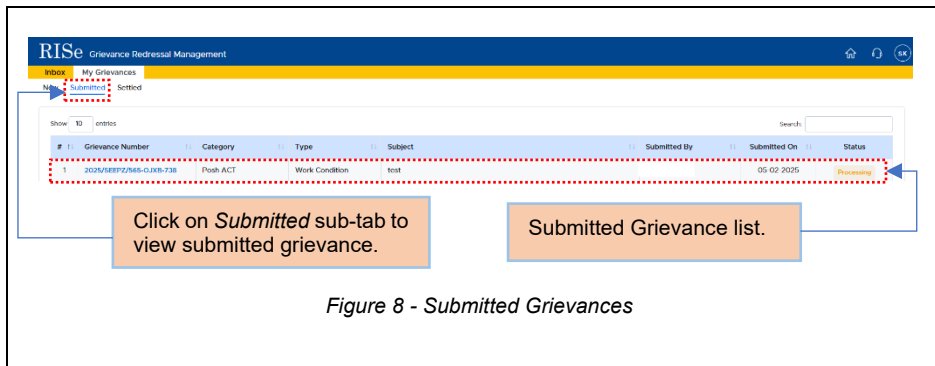 RISe Grievance Redressal Management SK
Inbox My Grievances
New Submitted Settled
Show 10 entries Search:
# Grievance Number Category Type Subject Submitted By Submitted On Status
1 2025/SEEPZ/565-OJXB-738 Posh ACT Work Condition test 05-02-2025 Processing
Click on Submitted sub-tab to
view submitted grievance.
Submitted Grievance list.
Figure 8 - Submitted Grievances